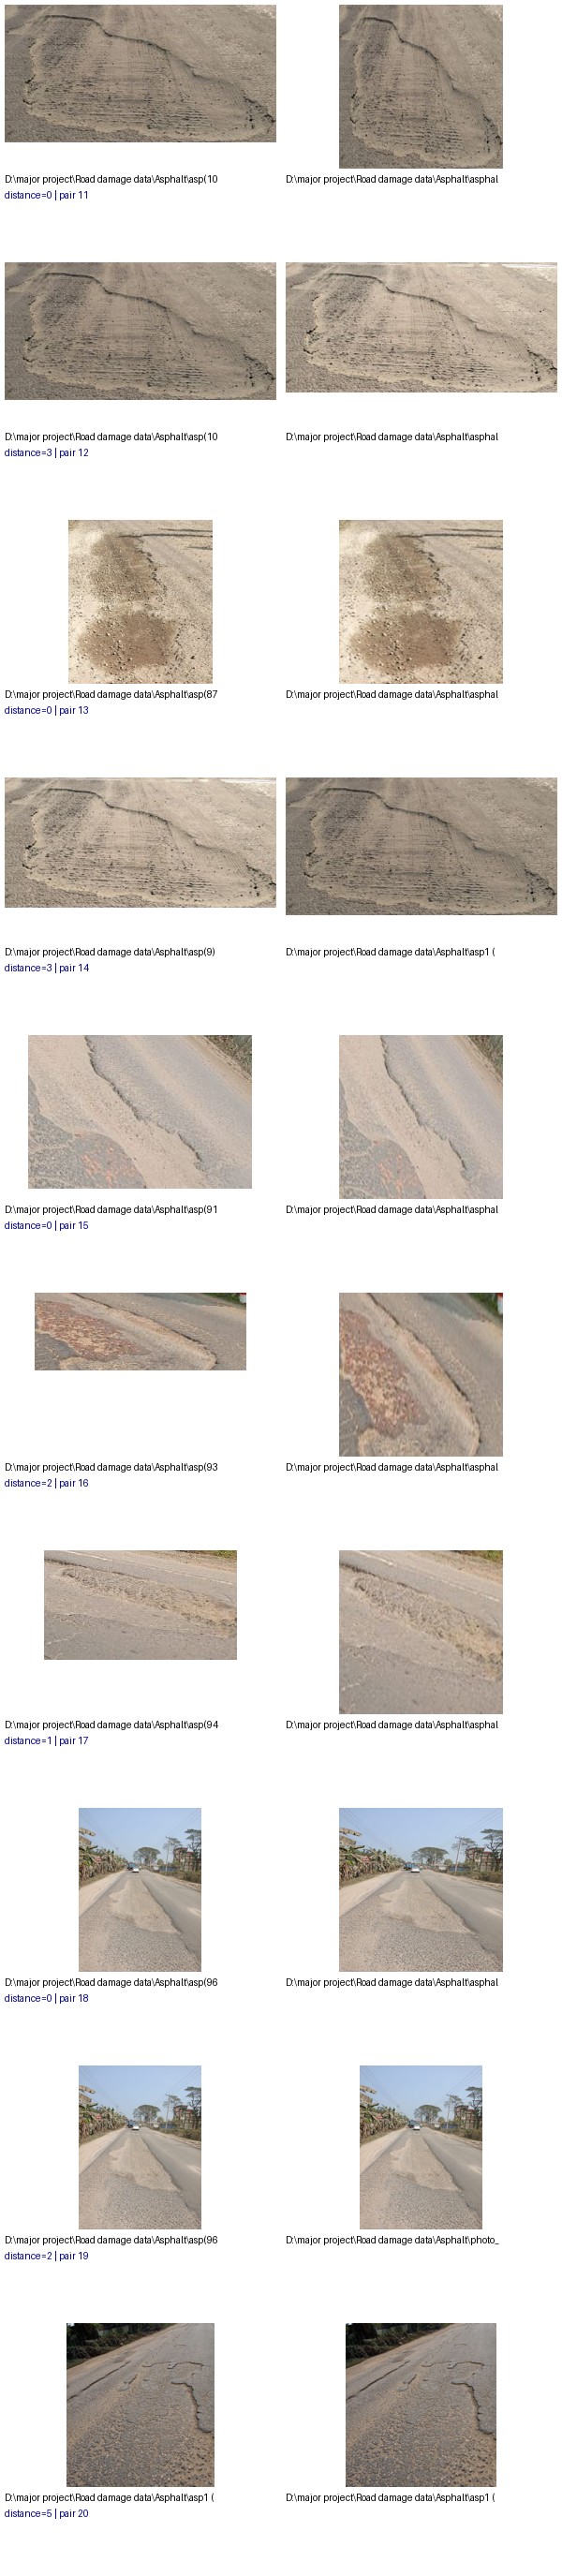 D:\major project\Road damage data\Asphalt\asp(10
D:\major project\Road damage data\Asphalt\asphal
distance=0 | pair 11
D:\major project\Road damage data\Asphalt\asp(10
D:\major project\Road damage data\Asphalt\asphal
distance=3 | pair 12
D:\major project\Road damage data\Asphalt\asp(87
D:\major project\Road damage data\Asphalt\asphal
distance=0 | pair 13
D:\major project\Road damage data\Asphalt\asp(9)
D:\major project\Road damage data\Asphalt\asp1 (
distance=3 | pair 14
D:\major project\Road damage data\Asphalt\asp(91
D:\major project\Road damage data\Asphalt\asphal
distance=0 | pair 15
D:\major project\Road damage data\Asphalt\asp(93
D:\major project\Road damage data\Asphalt\asphal
distance=2 | pair 16
D:\major project\Road damage data\Asphalt\asp(94
D:\major project\Road damage data\Asphalt\asphal
distance=1 | pair 17
D:\major project\Road damage data\Asphalt\asp(96
D:\major project\Road damage data\Asphalt\asphal
distance=0 | pair 18
D:\major project\Road damage data\Asphalt\asp(96
D:\major project\Road damage data\Asphalt\photo_
distance=2 | pair 19
D:\major project\Road damage data\Asphalt\asp1 (
D:\major project\Road damage data\Asphalt\asp1 (
distance=5 | pair 20